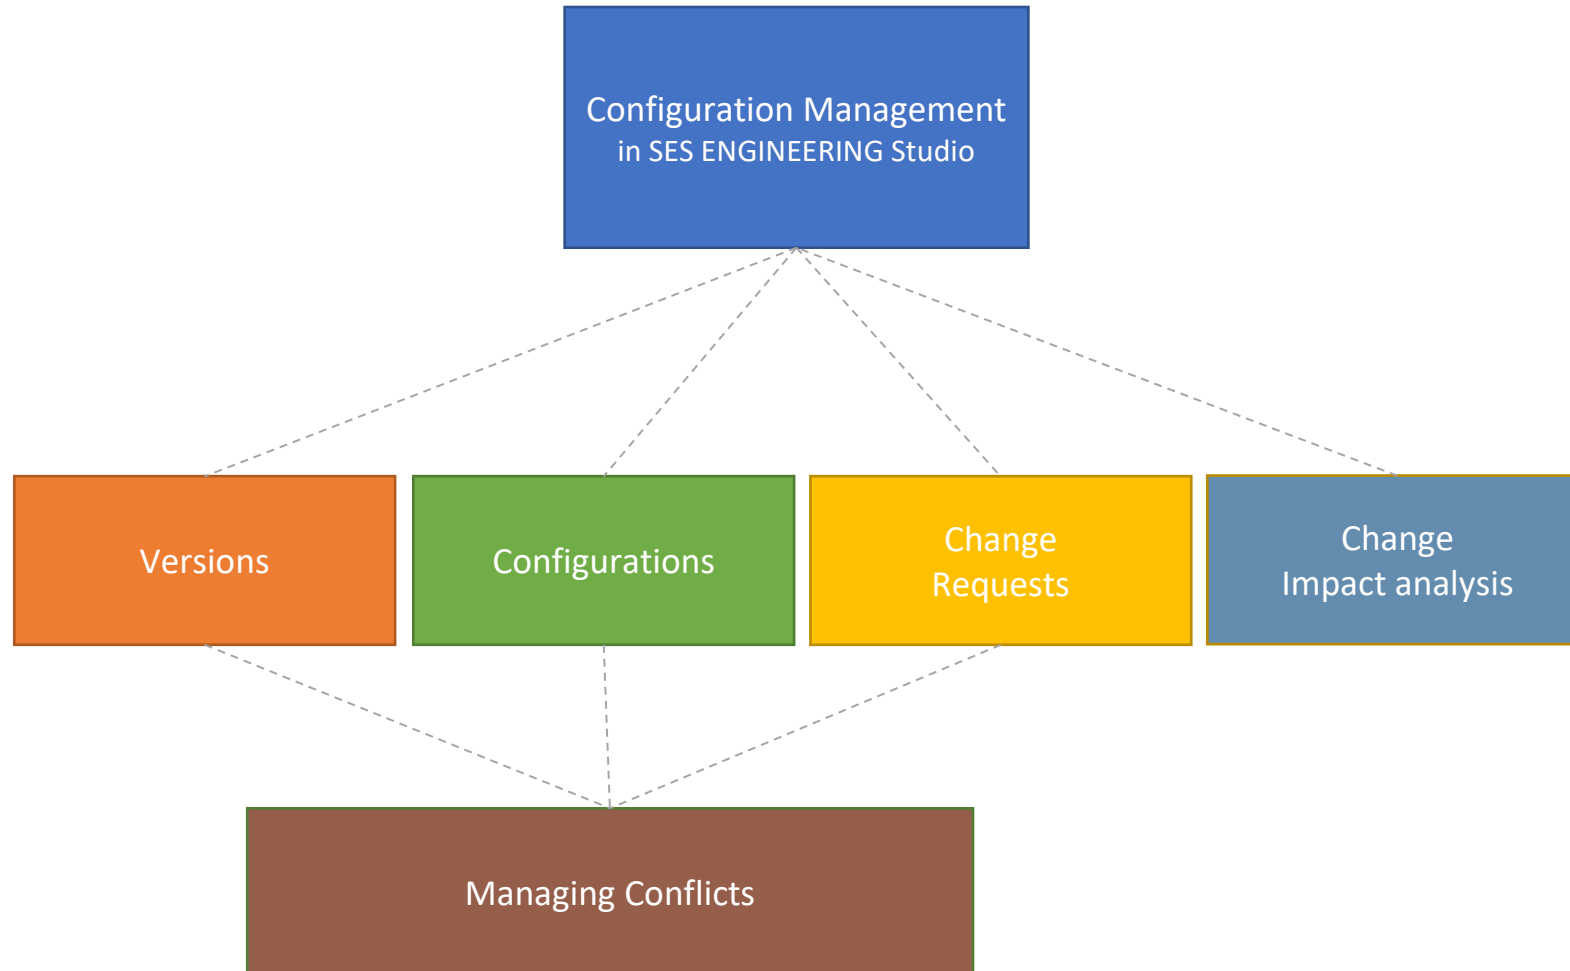 Configuration Management
in SES ENGINEERING Studio
Versions
Configurations
Change
Requests
Change
Impact analysis
Managing Conflicts